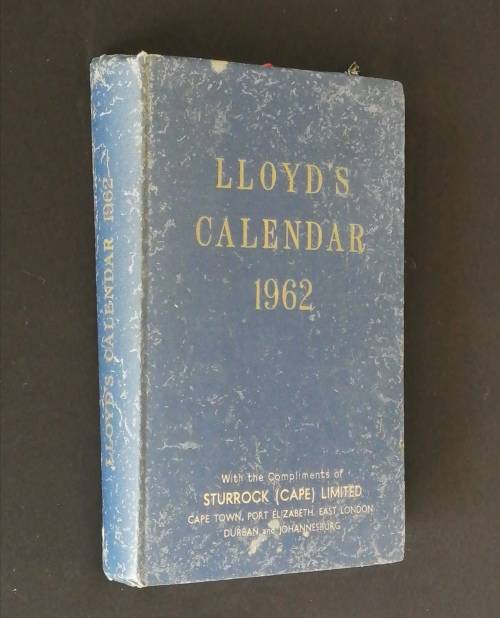 LLOYD'S CALENDAR 1962
LLOYD'S
CALENDAR
1962
With the Compliments of
STURROCK (CAPE) LIMITED
CAPE TOWN, PORT ELIZABETH, EAST LONDON
DURBAN and JOHANNESBURG